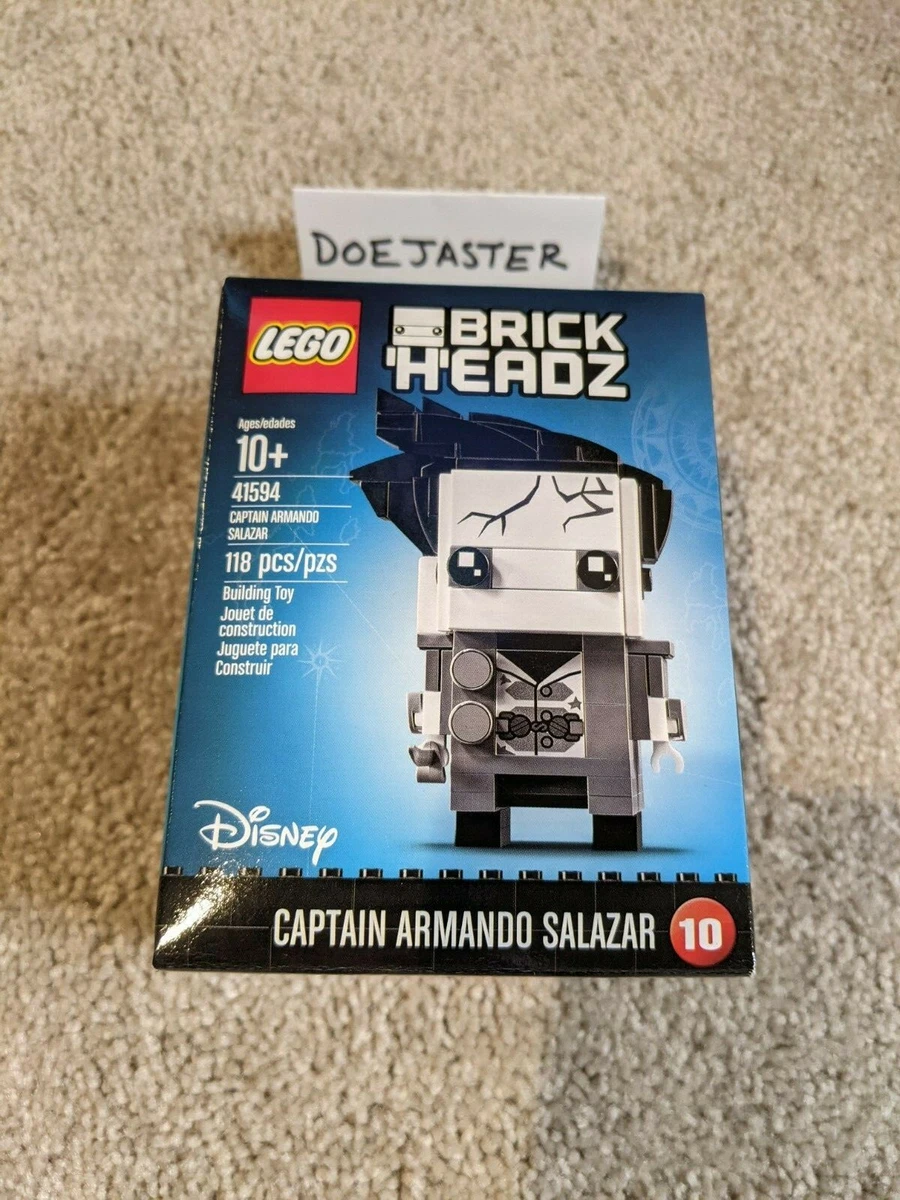 DOEJASTER
LEGO
BRICK
'H'EADZ
Ages/edades
10+
41594
CAPTAIN ARMANDO
SALAZAR
118 pcs/pzs
Building Toy
Jouet de
construction
Juguete para
Construir
Disney
CAPTAIN ARMANDO SALAZAR 10